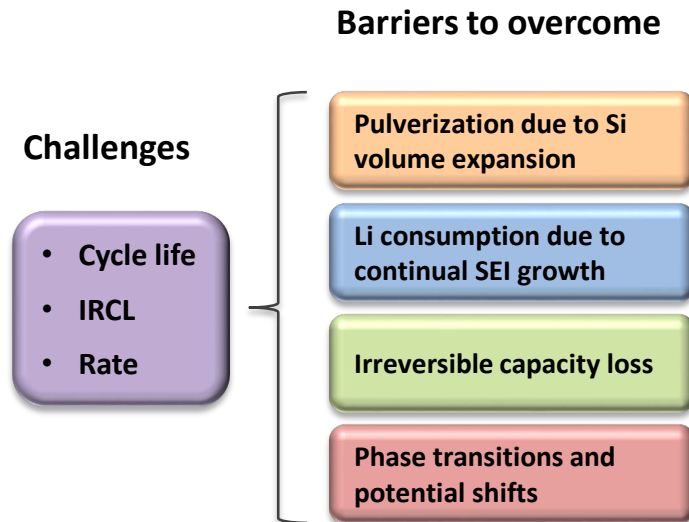 Barriers to overcome
Challenges
• Cycle life
• IRCL
• Rate
Pulverization due to Si
volume expansion
Li consumption due to
continual SEI growth
Irreversible capacity loss
Phase transitions and
potential shifts